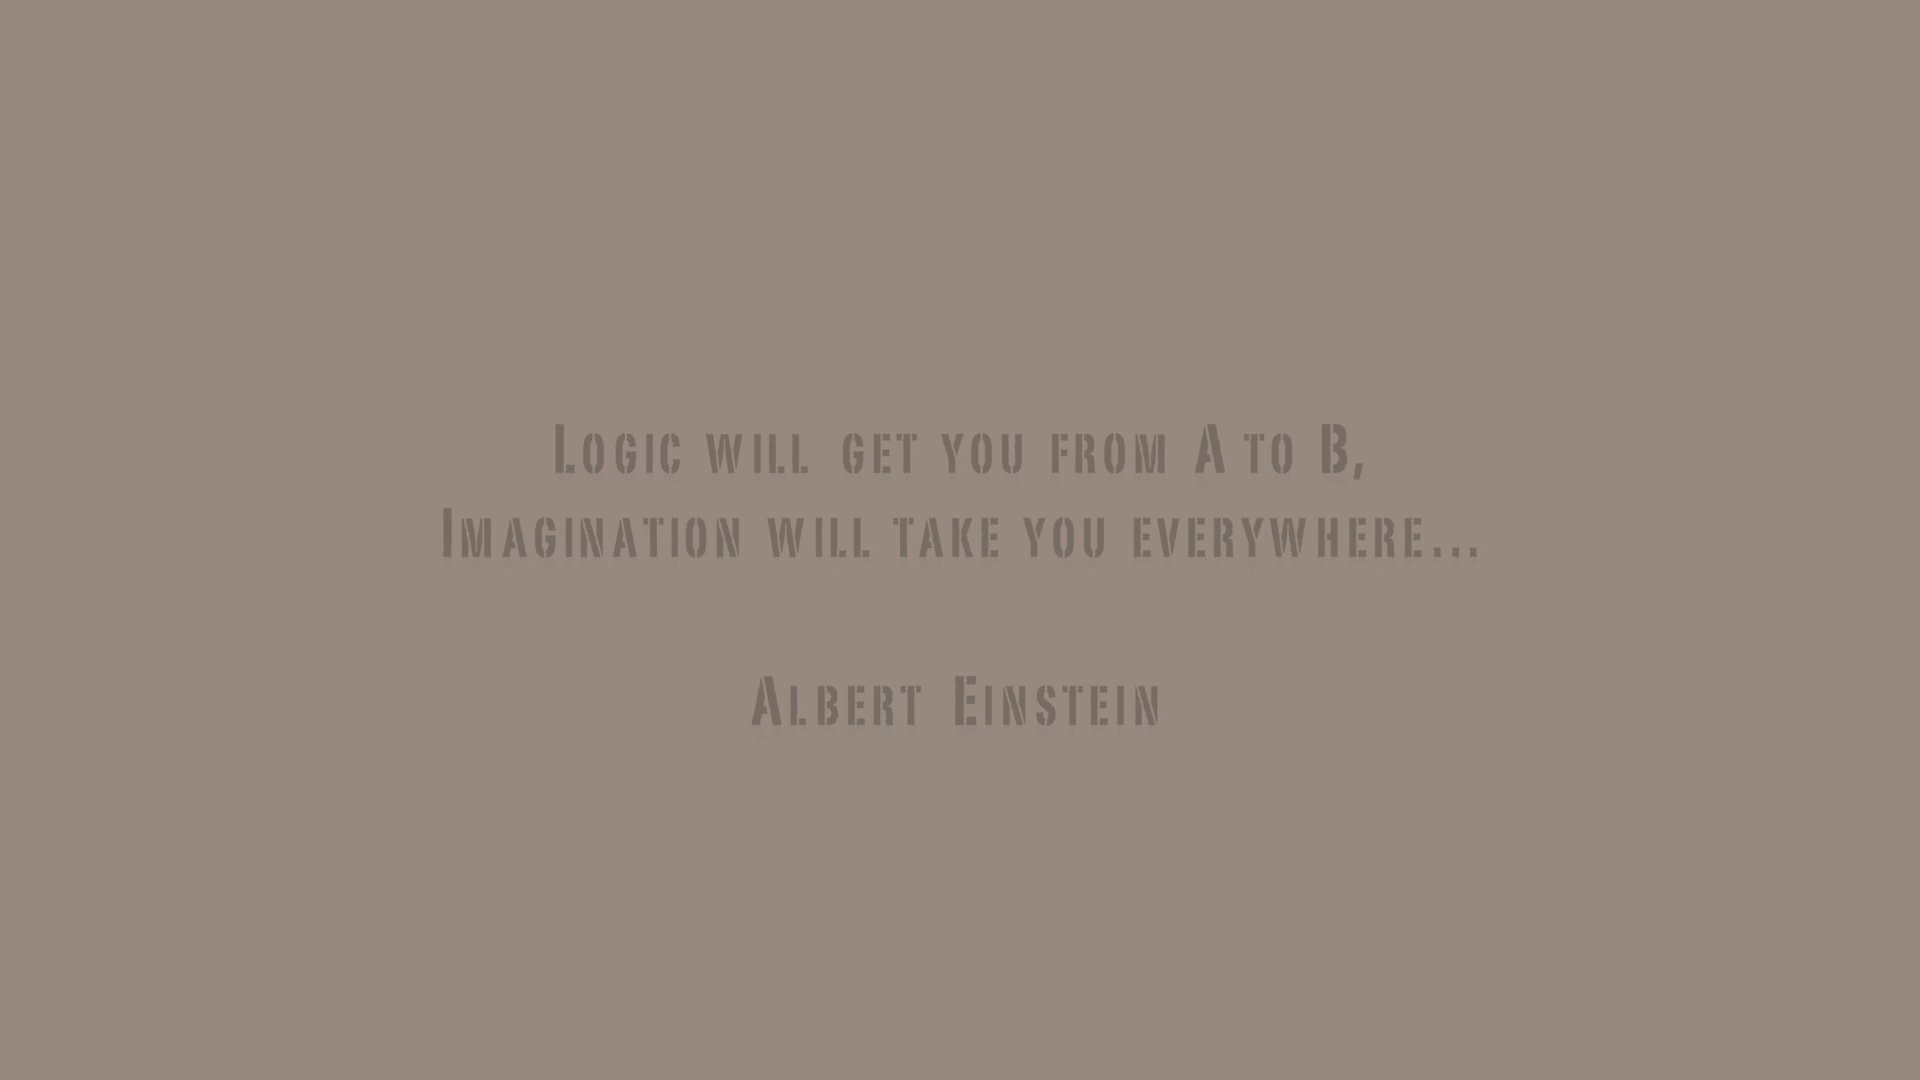 Logic will get you from A to B,
Imagination will take you everywhere...
Albert Einstein